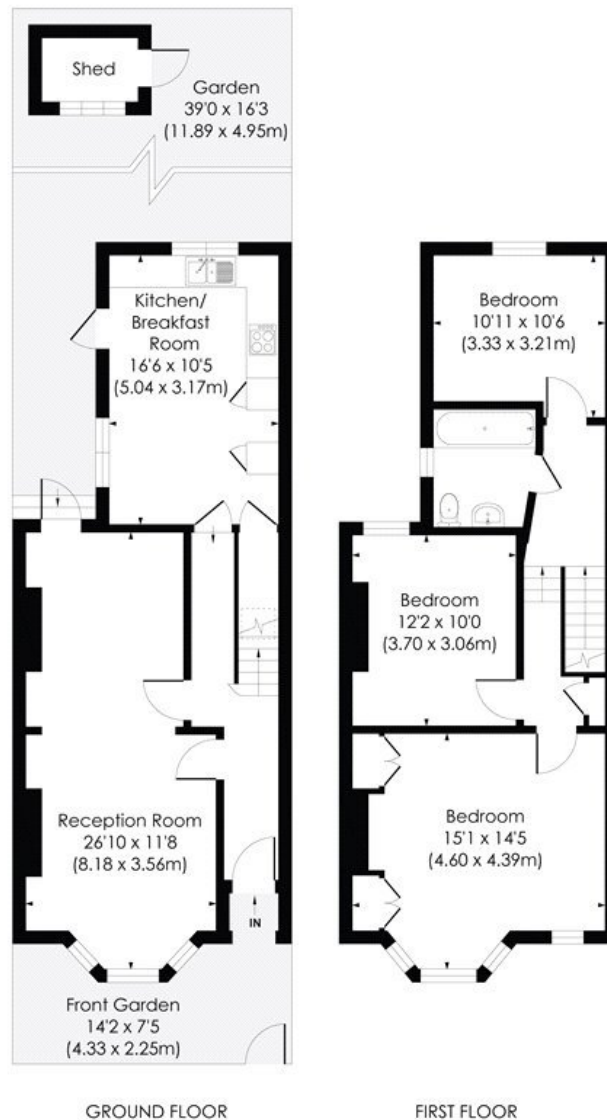 Shed
Garden
39'0 x 16'3
(11.89 x 4.95m)
Kitchen/
Breakfast
Room
16'6 x 10'5
(5.04 x 3.17m)
Reception Room
26'10 x 11'8
(8.18 x 3.56m)
IN
Front Garden
14'2 x 7'5
(4.33 x 2.25m)
GROUND FLOOR
Bedroom
10'11 x 10'6
(3.33 x 3.21m)
Bedroom
12'2 x 10'0
(3.70 x 3.06m)
Bedroom
15'1 x 14'5
(4.60 x 4.39m)
FIRST FLOOR